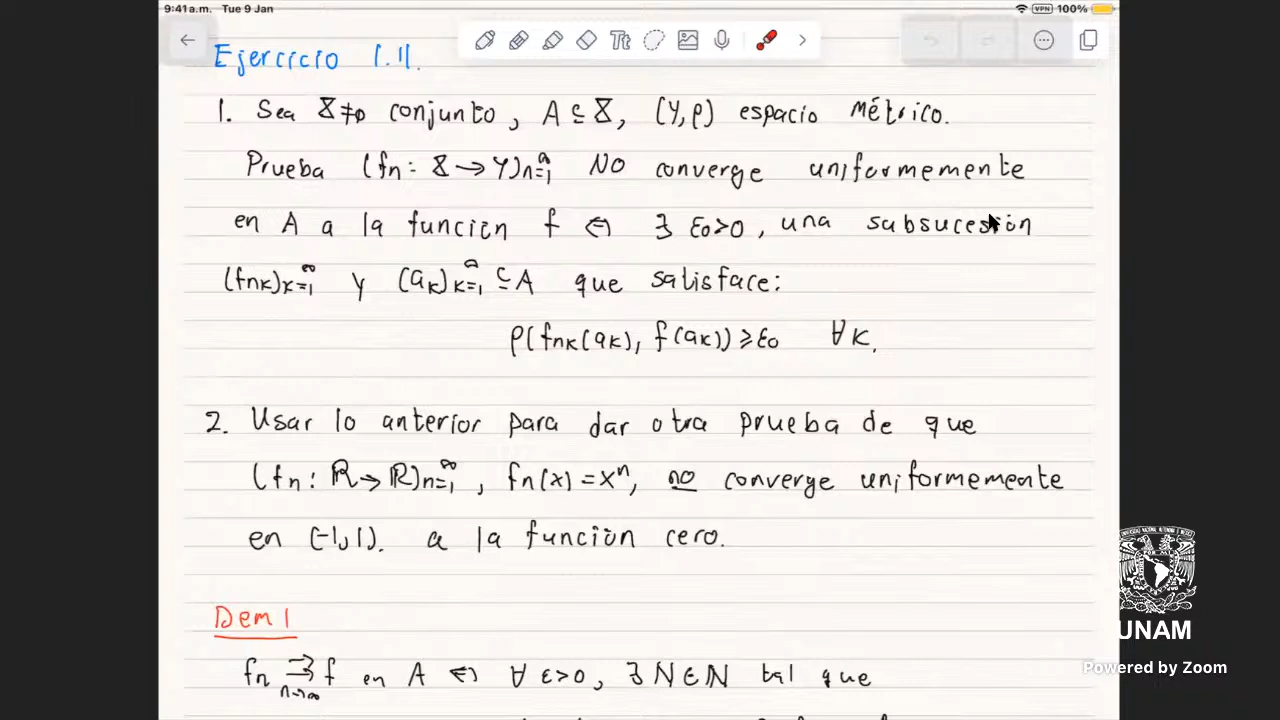 9:41 a.m. Tue 9 Jan
VPN 100%
Ejercicio 1.11.
1. Sea X≠∅ conjunto, A⊆X, (Y,ρ) espacio métrico.
Prueba (fn: X→Y)n=1^∞ NO converge uniformemente
en A a la función f ⇔ ∃ ε0>0, una subsucesión
(fnk)k=1^∞ y (ak)k=1^∞ ⊆A que satisface:
ρ(fnk(ak), f(ak))≥ε0 ∀k.
2. Usar lo anterior para dar otra prueba de que
(fn: ℝ→ℝ)n=1^∞, fn(x)=x^n, no converge uniformemente
en (-1,1). a la función cero.
Dem 1
fn ⇉ f en A ⇔ ∀ ε>0, ∃N∈ℕ tal que
n→∞
UNAM
Powered by Zoom